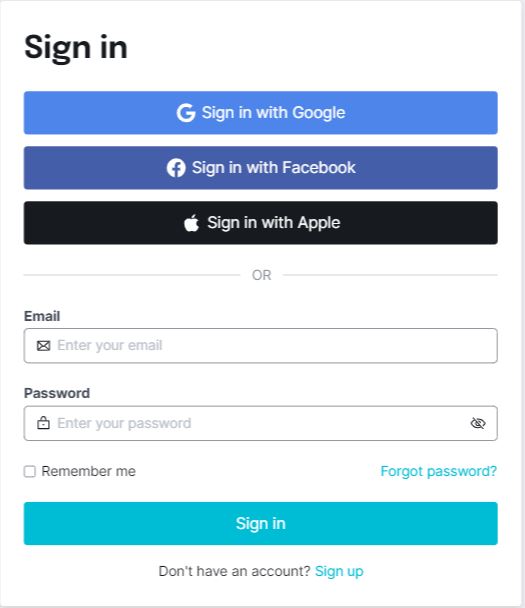 Sign in
Sign in with Google
Sign in with Facebook
Sign in with Apple
OR
Email
Enter your email
Password
Enter your password
Remember me Forgot password?
Sign in
Don't have an account? Sign up